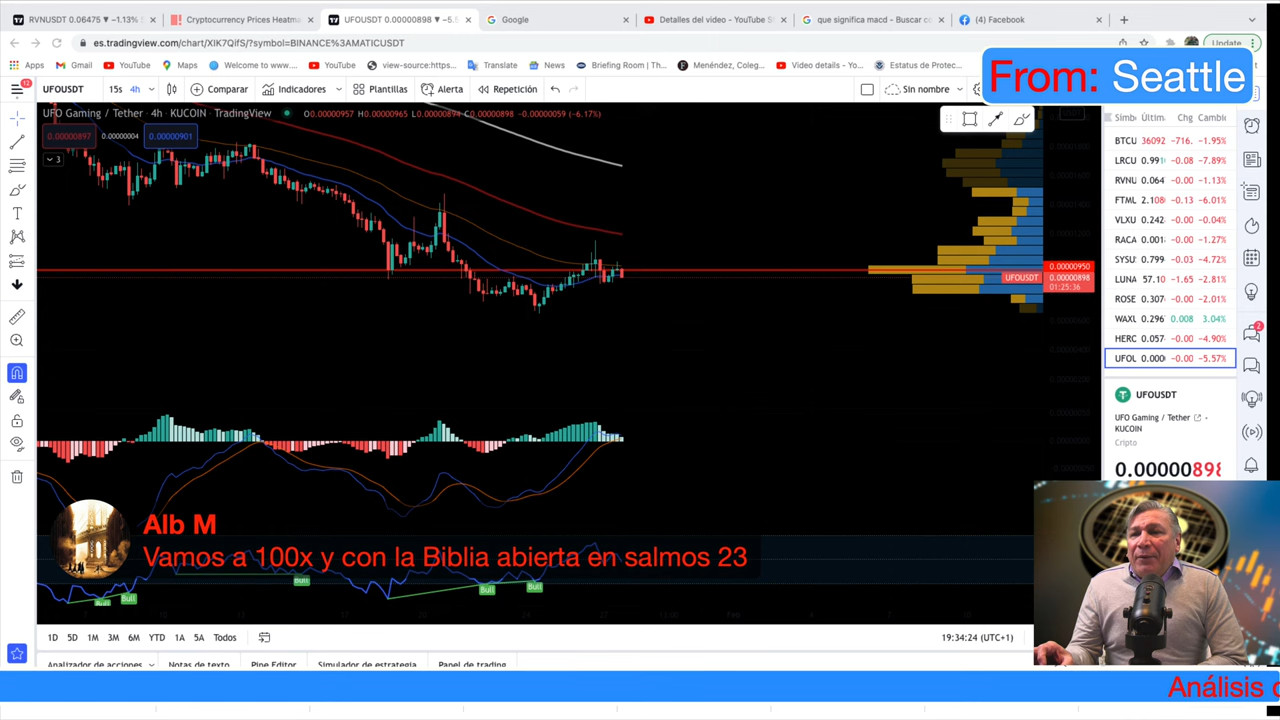 RVNUSDT 0.06475 ▼ −1.13% S
Cryptocurrency Prices Heatma
UFOUSDT 0.00000898 ▼ −5.
Google
Detalles del video - YouTube S
que significa macd - Buscar c
(4) Facebook
es.tradingview.com/chart/XIK7QifS/?symbol=BINANCE%3AMATICUSDT
Update
Apps
Gmail
YouTube
Maps
Welcome to www....
YouTube
view-source:https...
Translate
News
Briefing Room | Th...
Menéndez, Coleg...
Video details - You...
Estatus de Protec...
From: Seattle
12
UFOUSDT
15s
4h
Comparar
Indicadores
Plantillas
Alerta
Repetición
Sin nombre
UFO Gaming / Tether · 4h · KUCOIN · TradingView
O0.00000957 H0.00000965 L0.00000894 C0.00000898 −0.00000059 (−6.17%)
0.00000897
0.00000004
0.00000901
3
0.00000950
UFOUSDT
0.00000898
01:25:36
Símb
Últim
Chg
Cambi
BTCU 36092 −716. −1.95%
LRCU 0.991 −0.08 −7.89%
RVNU 0.064 −0.00 −1.13%
FTML 2.108 −0.13 −6.01%
VLXU 0.242 −0.00 −0.04%
RACA 0.001 −0.00 −1.27%
SYSU 0.799 −0.03 −4.72%
LUNA 57.10 −1.65 −2.81%
ROSE 0.307 −0.00 −2.01%
WAXL 0.296 0.008 3.04%
HERC 0.057 −0.00 −4.90%
UFOL 0.000 −0.00 −5.57%
2
UFOUSDT
UFO Gaming / Tether
KUCOIN
Cripto
0.00000898
Alb M
Vamos a 100x y con la Biblia abierta en salmos 23
Bull
Bull
Bull
Bull
Bull
1D
5D
1M
3M
6M
YTD
1A
5A
Todos
19:34:24 (UTC+1)
Analizador de acciones
Notas de texto
Pine Editor
Simulador de estrategia
Panel de trading
Análisis